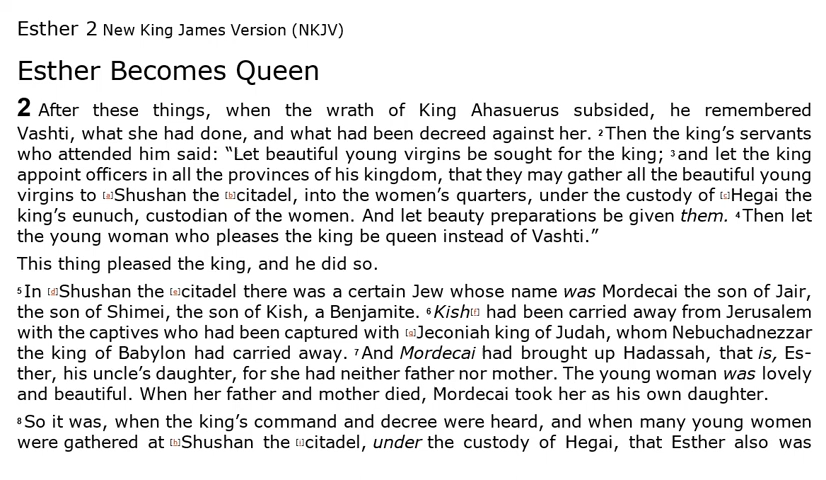 Esther 2 New King James Version (NKJV)
Esther Becomes Queen
2 After these things, when the wrath of King Ahasuerus subsided, he remembered
Vashti, what she had done, and what had been decreed against her. 2 Then the king’s servants
who attended him said: “Let beautiful young virgins be sought for the king; 3 and let the king
appoint officers in all the provinces of his kingdom, that they may gather all the beautiful young
virgins to [a]Shushan the [b]citadel, into the women’s quarters, under the custody of [c]Hegai the
king’s eunuch, custodian of the women. And let beauty preparations be given them. 4 Then let
the young woman who pleases the king be queen instead of Vashti.”
This thing pleased the king, and he did so.
5 In [d]Shushan the [e]citadel there was a certain Jew whose name was Mordecai the son of Jair,
the son of Shimei, the son of Kish, a Benjamite. 6 Kish[f] had been carried away from Jerusalem
with the captives who had been captured with [g]Jeconiah king of Judah, whom Nebuchadnezzar
the king of Babylon had carried away. 7 And Mordecai had brought up Hadassah, that is, Es-
ther, his uncle’s daughter, for she had neither father nor mother. The young woman was lovely
and beautiful. When her father and mother died, Mordecai took her as his own daughter.
8 So it was, when the king’s command and decree were heard, and when many young women
were gathered at [h]Shushan the [i]citadel, under the custody of Hegai, that Esther also was